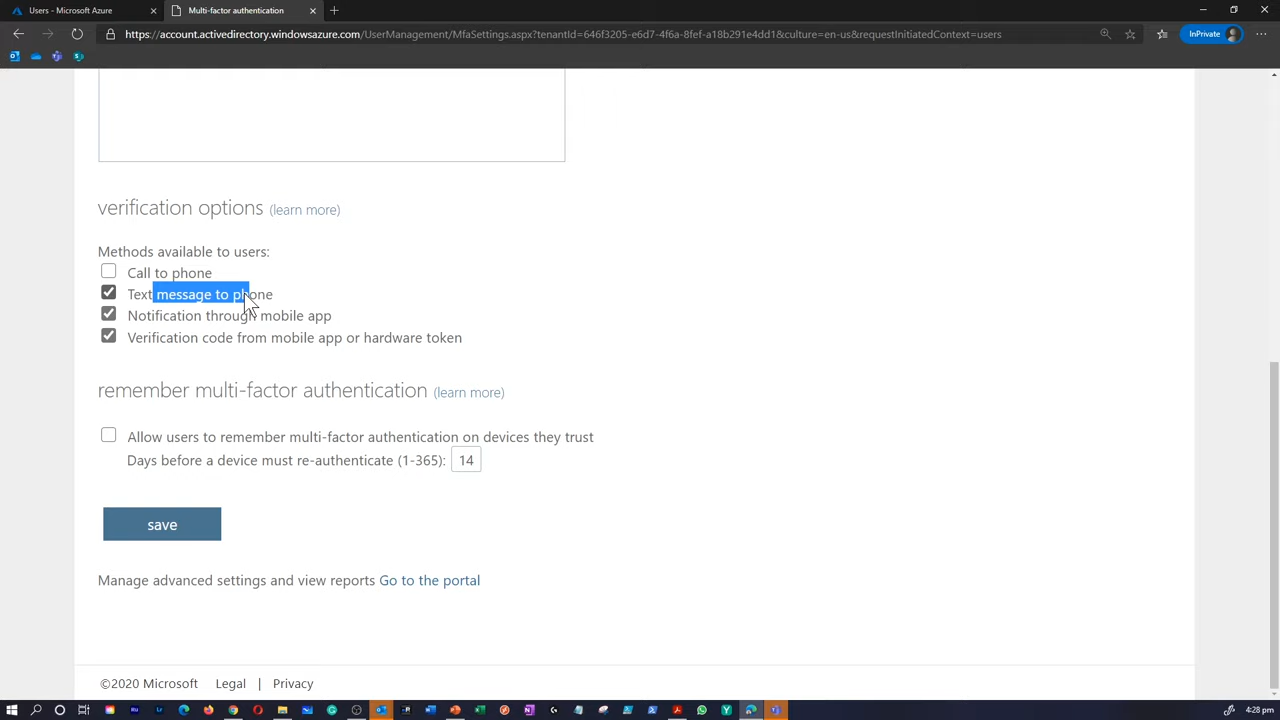 Users - Microsoft Azure
Multi-factor authentication
https://account.activedirectory.windowsazure.com/UserManagement/MfaSettings.aspx?tenantId=646f3205-e6d7-4f6a-8fef-a18b291e4dd1&culture=en-us&requestInitiatedContext=users
InPrivate
verification options (learn more)
Methods available to users:
Call to phone
Text message to phone
Notification through mobile app
Verification code from mobile app or hardware token
remember multi-factor authentication (learn more)
Allow users to remember multi-factor authentication on devices they trust
Days before a device must re-authenticate (1-365): 14
save
Manage advanced settings and view reports Go to the portal
©2020 Microsoft Legal | Privacy
4:28 pm